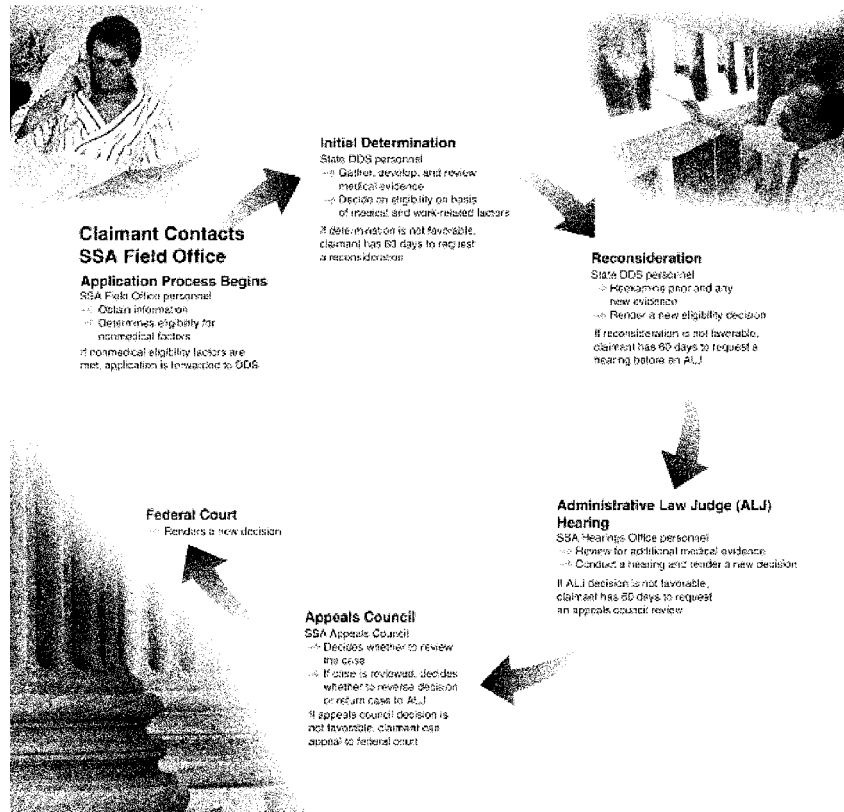 Claimant Contacts
SSA Field Office
Application Process Begins
SSA Field Office personnel
→ Obtain information
→ Determines eligibility for
nonmedical factors
If nonmedical eligibility factors are
met, application is forwarded to DDS
Initial Determination
State DDS personnel
→ Gather, develop, and review
medical evidence
→ Decide on eligibility on basis
of medical and work-related factors
If determination is not favorable,
claimant has 60 days to request
a reconsideration
Reconsideration
State DDS personnel
→ Reexamine prior and any
new evidence
→ Render a new eligibility decision
If reconsideration is not favorable,
claimant has 60 days to request a
hearing before an ALJ
Administrative Law Judge (ALJ)
Hearing
SSA Hearings Office personnel
→ Review for additional medical evidence
→ Conduct a hearing and render a new decision
If ALJ decision is not favorable,
claimant has 60 days to request
an appeals council review
Appeals Council
SSA Appeals Council
→ Decides whether to review
the case
→ If case is reviewed, decides
whether to reverse decision
or return case to ALJ
If appeals council decision is
not favorable, claimant can
appeal to federal court
Federal Court
→ Renders a new decision